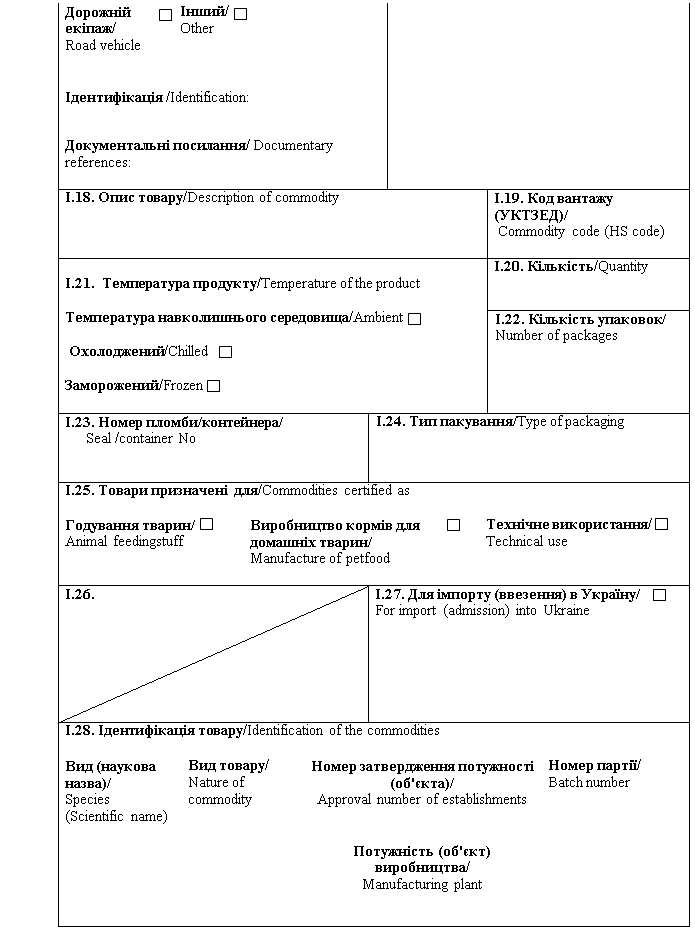 Дорожній
екіпаж/
Road vehicle
Інший/
Other
Ідентифікація /Identification:
Документальні посилання/ Documentary
references:
I.18. Опис товару/Description of commodity
I.19. Код вантажу
(УКТЗЕД)/
Commodity code (HS code)
I.21. Температура продукту/Temperature of the product
Температура навколишнього середовища/Ambient
Охолоджений/Chilled
Заморожений/Frozen
I.20. Кількість/Quantity
I.22. Кількість упаковок/
Number of packages
I.23. Номер пломби/контейнера/
Seal /container No
I.24. Тип пакування/Type of packaging
I.25. Товари призначені для/Commodities certified as
Годування тварин/
Animal feedingstuff
Виробництво кормів для
домашніх тварин/
Manufacture of petfood
Технічне використання/
Technical use
I.26.
I.27. Для імпорту (ввезення) в Україну/
For import (admission) into Ukraine
I.28. Ідентифікація товару/Identification of the commodities
Вид (наукова
назва)/
Species
(Scientific name)
Вид товару/
Nature of
commodity
Номер затвердження потужності
(об'єкта)/
Approval number of establishments
Номер партії/
Batch number
Потужність (об'єкт)
виробництва/
Manufacturing plant